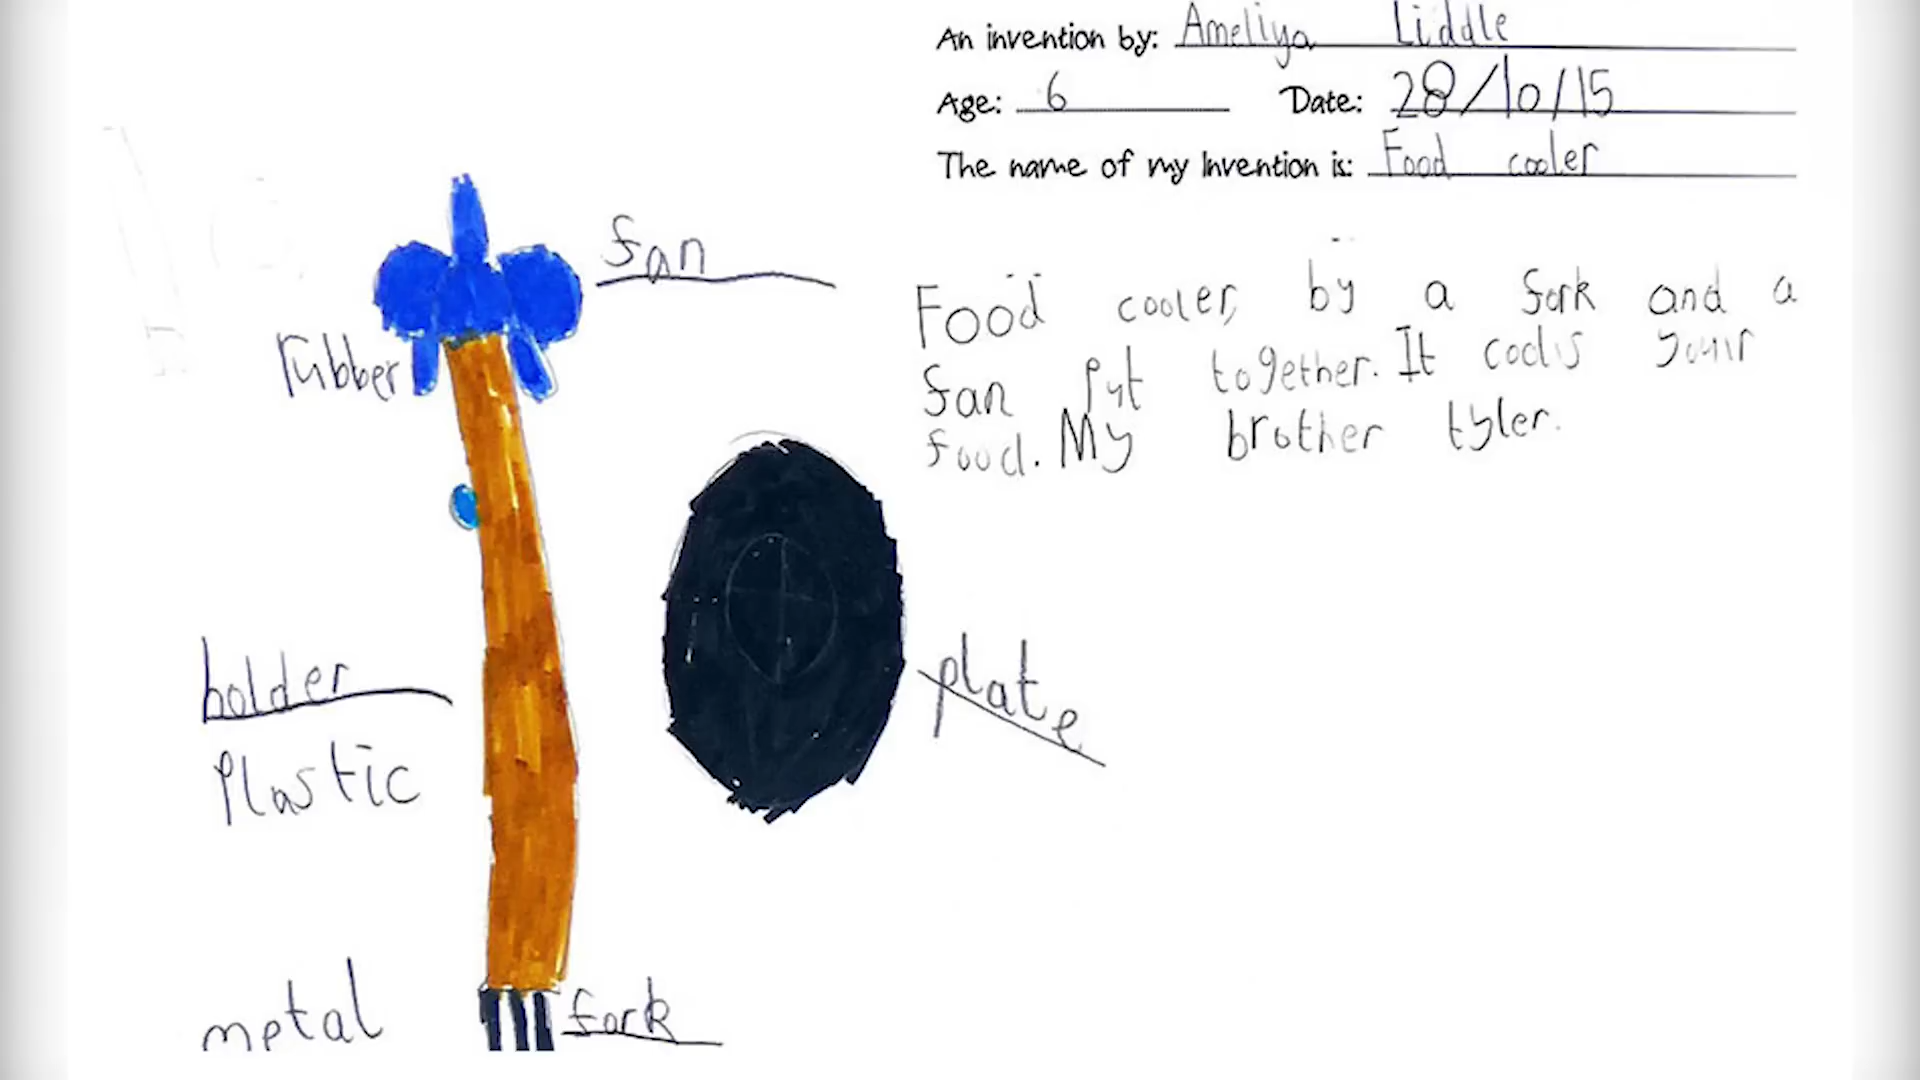 An invention by: Ameliya Liddle
Age: 6 Date: 28/10/15
The name of my Invention is: Food cooler
fan
Food cooler, by a fork and a
fan put together. It cools your
food. My brother tyler.
rubber
holder
plate
Plastic
metal
fork